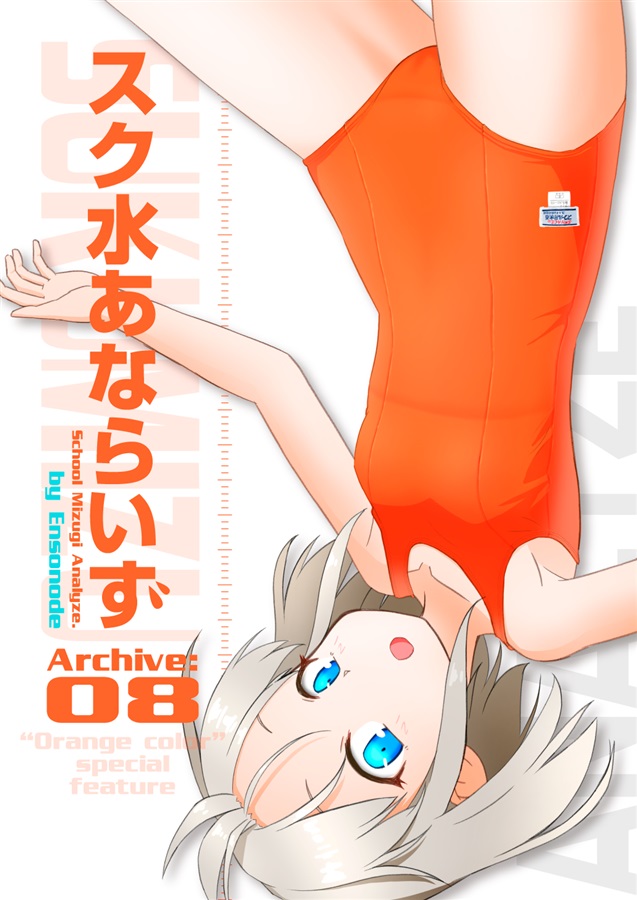 SUKUMIZU
スク水あならいず
School Mizugi Analyze.
by Ensonode
Archive:
08
“Orange color”
special
feature
ANALYZE